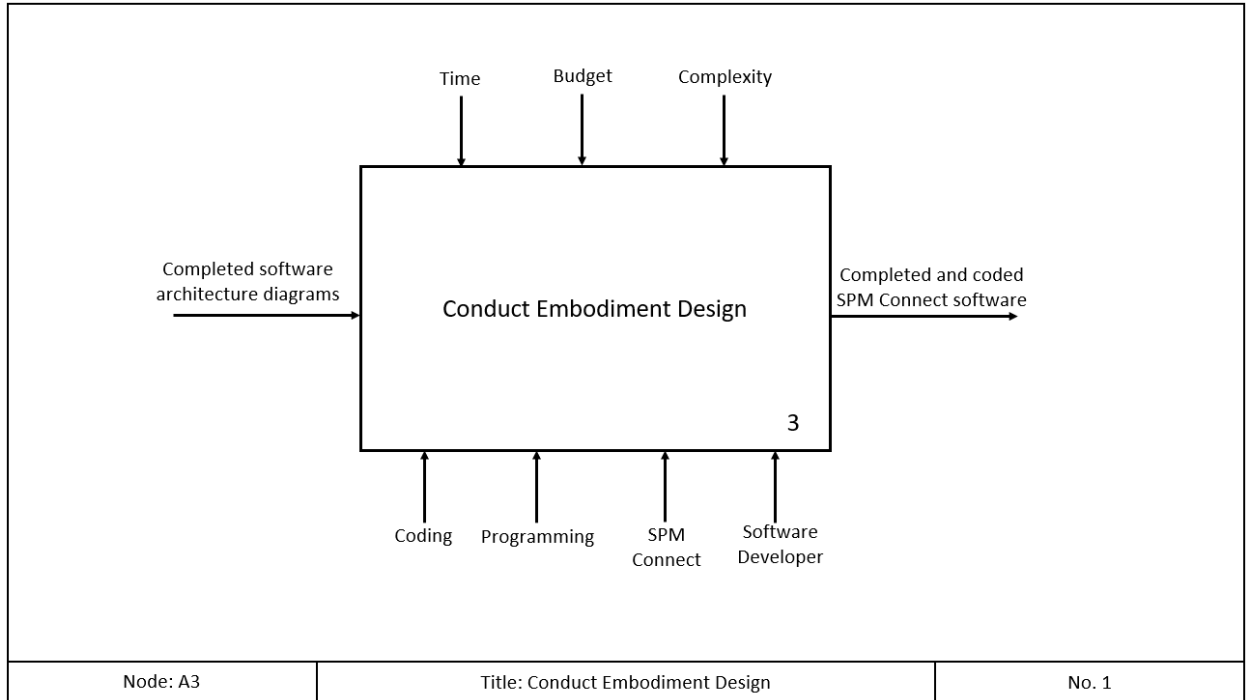 Time
Budget
Complexity
Completed software
architecture diagrams
Conduct Embodiment Design
Completed and coded
SPM Connect software
3
Coding
Programming
SPM
Connect
Software
Developer
Node: A3
Title: Conduct Embodiment Design
No. 1